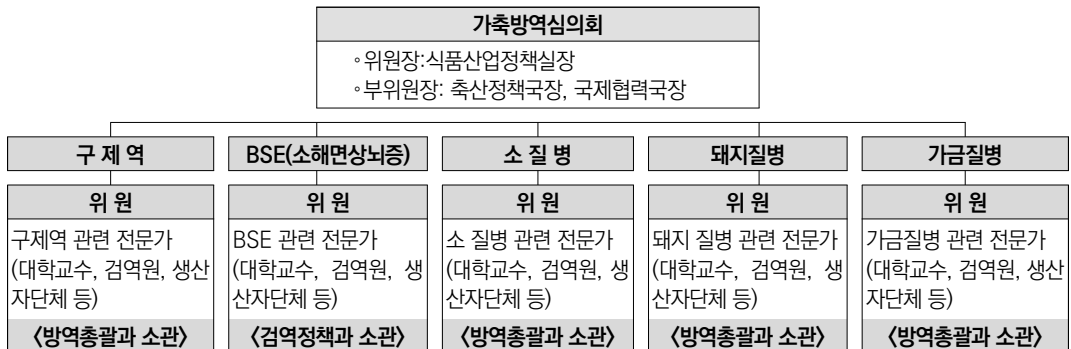 가축방역심의회
◦위원장:식품산업정책실장
◦부위원장: 축산정책국장, 국제협력국장
구 제 역
BSE(소해면상뇌증)
소 질 병
돼지질병
가금질병
위 원
구제역 관련 전문가
(대학교수, 검역원, 생산
자단체 등)
〈방역총괄과 소관〉
위 원
BSE 관련 전문가
(대학교수, 검역원, 생
산자단체 등)
〈검역정책과 소관〉
위 원
소 질병 관련 전문가
(대학교수, 검역원, 생
산자단체 등)
〈방역총괄과 소관〉
위 원
돼지 질병 관련 전문가
(대학교수, 검역원, 생
산자단체 등)
〈방역총괄과 소관〉
위 원
가금질병 관련 전문가
(대학교수, 검역원, 생산
자단체 등)
〈방역총괄과 소관〉